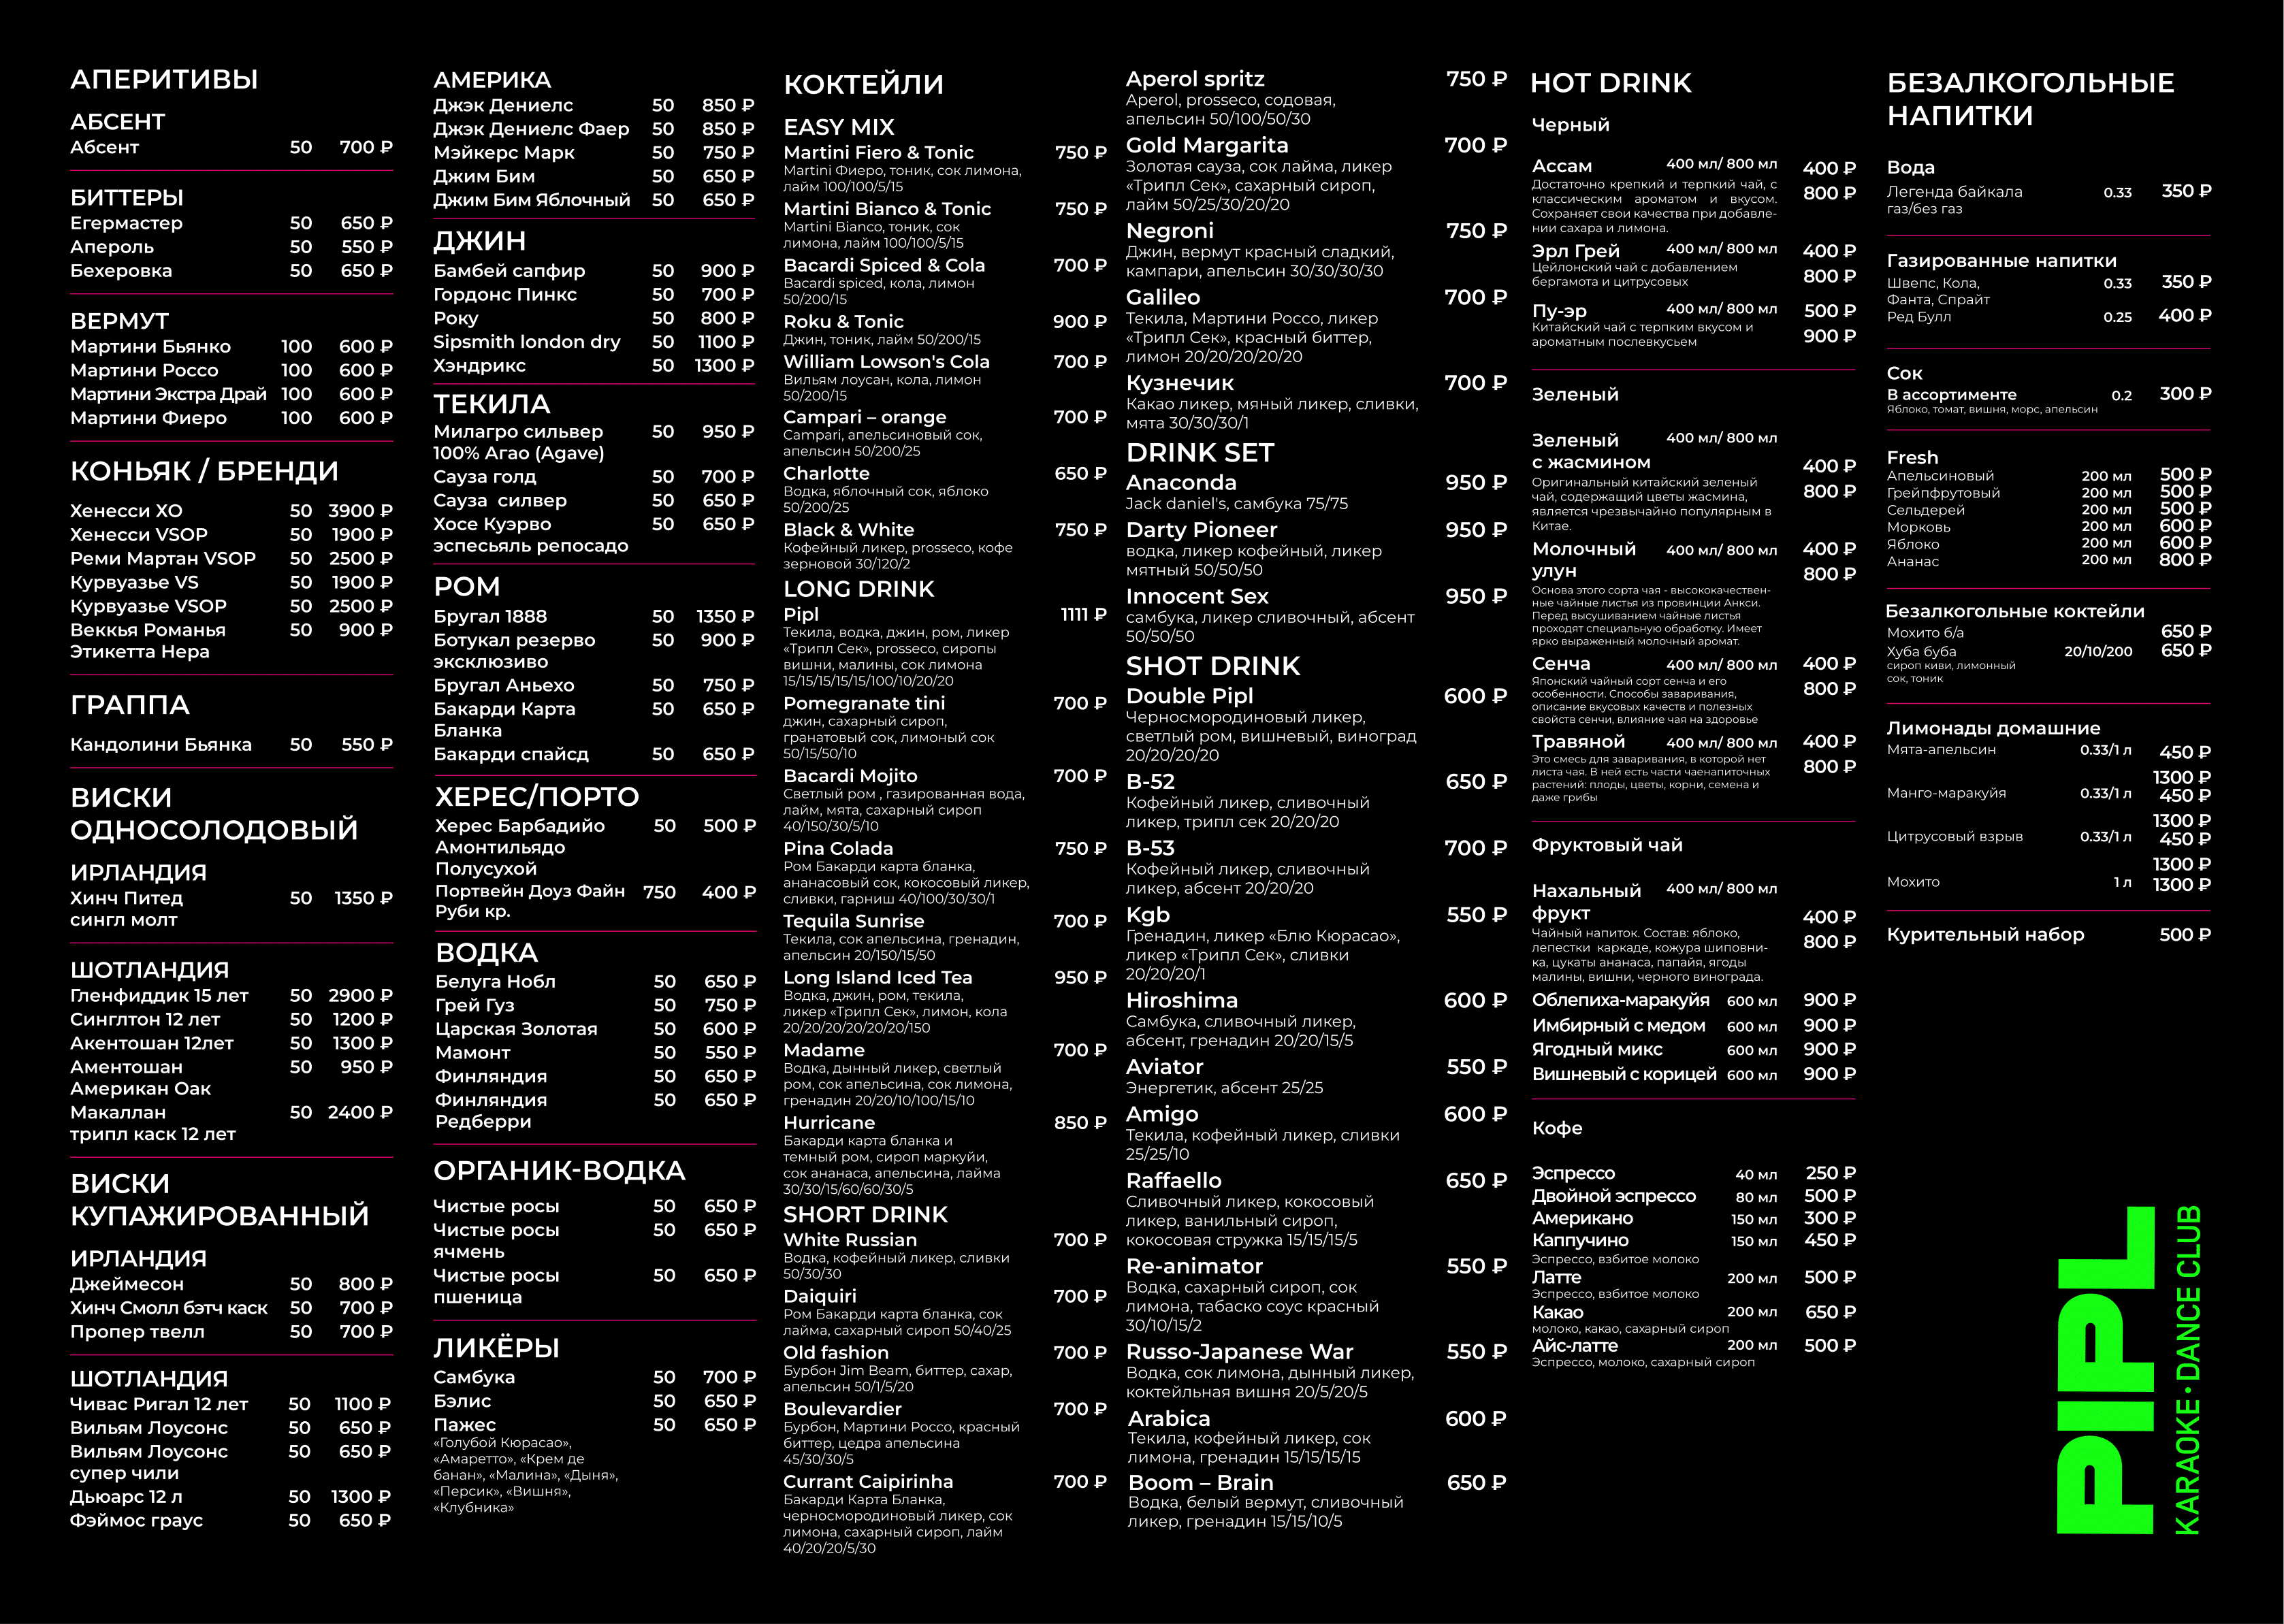 АПЕРИТИВЫ
АБСЕНТ
Абсент 50 700 ₽
БИТТЕРЫ
Егермастер 50 650 ₽
Апероль 50 550 ₽
Бехеровка 50 650 ₽
ВЕРМУТ
Мартини Бьянко 100 600 ₽
Мартини Россо 100 600 ₽
Мартини Экстра Драй 100 600 ₽
Мартини Фиеро 100 600 ₽
КОНЬЯК / БРЕНДИ
Хенесси XO 50 3900 ₽
Хенесси VSOP 50 1900 ₽
Реми Мартан VSOP 50 2500 ₽
Курвуазье VS 50 1900 ₽
Курвуазье VSOP 50 2500 ₽
Веккья Романья 50 900 ₽
Этикетта Нера
ГРАППА
Кандолини Бьянка 50 550 ₽
ВИСКИ
ОДНОСОЛОДОВЫЙ
ИРЛАНДИЯ
Хинч Питед 50 1350 ₽
сингл молт
ШОТЛАНДИЯ
Гленфиддик 15 лет 50 2900 ₽
Синглтон 12 лет 50 1200 ₽
Акентошан 12лет 50 1300 ₽
Аментошан 50 950 ₽
Американ Оак
Макаллан 50 2400 ₽
трипл каск 12 лет
ВИСКИ
КУПАЖИРОВАННЫЙ
ИРЛАНДИЯ
Джеймесон 50 800 ₽
Хинч Смолл бэтч каск 50 700 ₽
Пропер твелл 50 700 ₽
ШОТЛАНДИЯ
Чивас Ригал 12 лет 50 1100 ₽
Вильям Лоусонс 50 650 ₽
Вильям Лоусонс 50 650 ₽
супер чили
Дьюарс 12 л 50 1300 ₽
Фэймос граус 50 650 ₽
АМЕРИКА
Джэк Дениелс 50 850 ₽
Джэк Дениелс Фаер 50 850 ₽
Мэйкерс Марк 50 750 ₽
Джим Бим 50 650 ₽
Джим Бим Яблочный 50 650 ₽
ДЖИН
Бамбей сапфир 50 900 ₽
Гордонс Пинкс 50 700 ₽
Року 50 800 ₽
Sipsmith london dry 50 1100 ₽
Хэндрикс 50 1300 ₽
ТЕКИЛА
Милагро сильвер 50 950 ₽
100% Агао (Agave)
Сауза голд 50 700 ₽
Сауза силвер 50 650 ₽
Хосе Куэрво 50 650 ₽
эспесьяль репосадо
РОМ
Бругал 1888 50 1350 ₽
Ботукал резерво 50 900 ₽
эксклюзиво
Бругал Аньехо 50 750 ₽
Бакарди Карта 50 650 ₽
Бланка
Бакарди спайсд 50 650 ₽
ХЕРЕС/ПОРТО
Херес Барбадийо 50 500 ₽
Амонтильядо
Полусухой
Портвейн Доуз Файн 750 400 ₽
Руби кр.
ВОДКА
Белуга Нобл 50 650 ₽
Грей Гуз 50 750 ₽
Царская Золотая 50 600 ₽
Мамонт 50 550 ₽
Финляндия 50 650 ₽
Финляндия 50 650 ₽
Редберри
ОРГАНИК-ВОДКА
Чистые росы 50 650 ₽
Чистые росы 50 650 ₽
ячмень
Чистые росы 50 650 ₽
пшеница
ЛИКЁРЫ
Самбука 50 700 ₽
Бэлис 50 650 ₽
Пажес 50 650 ₽
«Голубой Кюрасао»,
«Амаретто», «Крем де
банан», «Малина», «Дыня»,
«Персик», «Вишня»,
«Клубника»
КОКТЕЙЛИ
EASY MIX
Martini Fiero & Tonic 750 ₽
Martini Фиеро, тоник, сок лимона,
лайм 100/100/5/15
Martini Bianco & Tonic 750 ₽
Martini Bianco, тоник, сок
лимона, лайм 100/100/5/15
Bacardi Spiced & Cola 700 ₽
Bacardi spiced, кола, лимон
50/200/15
Roku & Tonic 900 ₽
Джин, тоник, лайм 50/200/15
William Lowson's Cola 700 ₽
Вильям лоусан, кола, лимон
50/200/15
Campari – orange 700 ₽
Campari, апельсиновый сок,
апельсин 50/200/25
Charlotte 650 ₽
Водка, яблочный сок, яблоко
50/200/25
Black & White 750 ₽
Кофейный ликер, prosseco, кофе
зерновой 30/120/2
LONG DRINK
Pipl 1111 ₽
Текила, водка, джин, ром, ликер
«Трипл Сек», prosseco, сиропы
вишни, малины, сок лимона
15/15/15/15/15/100/10/20/20
Pomegranate tini 700 ₽
джин, сахарный сироп,
гранатовый сок, лимоный сок
50/15/50/10
Bacardi Mojito 700 ₽
Светлый ром , газированная вода,
лайм, мята, сахарный сироп
40/150/30/5/10
Pina Colada 750 ₽
Ром Бакарди карта бланка,
ананасовый сок, кокосовый ликер,
сливки, гарниш 40/100/30/30/1
Tequila Sunrise 700 ₽
Текила, сок апельсина, гренадин,
апельсин 20/150/15/50
Long Island Iced Tea 950 ₽
Водка, джин, ром, текила,
ликер «Трипл Сек», лимон, кола
20/20/20/20/20/20/150
Madame 700 ₽
Водка, дынный ликер, светлый
ром, сок апельсина, сок лимона,
гренадин 20/20/10/100/15/10
Hurricane 850 ₽
Бакарди карта бланка и
темный ром, сироп маркуйи,
сок ананаса, апельсина, лайма
30/30/15/60/60/30/5
SHORT DRINK
White Russian 700 ₽
Водка, кофейный ликер, сливки
50/30/30
Daiquiri 700 ₽
Ром Бакарди карта бланка, сок
лайма, сахарный сироп 50/40/25
Old fashion 700 ₽
Бурбон Jim Beam, биттер, сахар,
апельсин 50/1/5/20
Boulevardier 700 ₽
Бурбон, Мартини Россо, красный
биттер, цедра апельсина
45/30/30/5
Currant Caipirinha 700 ₽
Бакарди Карта Бланка,
черносмородиновый ликер, сок
лимона, сахарный сироп, лайм
40/20/20/5/30
Aperol spritz 750 ₽
Aperol, prosseco, содовая,
апельсин 50/100/50/30
Gold Margarita 700 ₽
Золотая сауза, сок лайма, ликер
«Трипл Сек», сахарный сироп,
лайм 50/25/30/20/20
Negroni 750 ₽
Джин, вермут красный сладкий,
кампари, апельсин 30/30/30/30
Galileo 700 ₽
Текила, Мартини Россо, ликер
«Трипл Сек», красный биттер,
лимон 20/20/20/20/20
Кузнечик 700 ₽
Какао ликер, мяный ликер, сливки,
мята 30/30/30/1
DRINK SET
Anaconda 950 ₽
Jack daniel's, самбука 75/75
Darty Pioneer 950 ₽
водка, ликер кофейный, ликер
мятный 50/50/50
Innocent Sex 950 ₽
самбука, ликер сливочный, абсент
50/50/50
SHOT DRINK
Double Pipl 600 ₽
Черносмородиновый ликер,
светлый ром, вишневый, виноград
20/20/20/20
B-52 650 ₽
Кофейный ликер, сливочный
ликер, трипл сек 20/20/20
B-53 700 ₽
Кофейный ликер, сливочный
ликер, абсент 20/20/20
Kgb 550 ₽
Гренадин, ликер «Блю Кюрасао»,
ликер «Трипл Сек», сливки
20/20/20/1
Hiroshima 600 ₽
Самбука, сливочный ликер,
абсент, гренадин 20/20/15/5
Aviator 550 ₽
Энергетик, абсент 25/25
Amigo 600 ₽
Текила, кофейный ликер, сливки
25/25/10
Raffaello 650 ₽
Сливочный ликер, кокосовый
ликер, ванильный сироп,
кокосовая стружка 15/15/15/5
Re-animator 550 ₽
Водка, сахарный сироп, сок
лимона, табаско соус красный
30/10/15/2
Russo-Japanese War 550 ₽
Водка, сок лимона, дынный ликер,
коктейльная вишня 20/5/20/5
Arabica 600 ₽
Текила, кофейный ликер, сок
лимона, гренадин 15/15/15/15
Boom – Brain 650 ₽
Водка, белый вермут, сливочный
ликер, гренадин 15/15/10/5
HOT DRINK
Черный
Ассам 400 мл/ 800 мл 400 ₽
800 ₽
Достаточно крепкий и терпкий чай, с
классическим ароматом и вкусом.
Сохраняет свои качества при добавле-
нии сахара и лимона.
Эрл Грей 400 мл/ 800 мл 400 ₽
800 ₽
Цейлонский чай с добавлением
бергамота и цитрусовых
Пу-эр 400 мл/ 800 мл 500 ₽
900 ₽
Китайский чай с терпким вкусом и
ароматным послевкусьем
Зеленый
Зеленый 400 мл/ 800 мл
с жасмином 400 ₽
800 ₽
Оригинальный китайский зеленый
чай, содержащий цветы жасмина,
является чрезвычайно популярным в
Китае.
Молочный 400 мл/ 800 мл 400 ₽
улун 800 ₽
Основа этого сорта чая - высококачествен-
ные чайные листья из провинции Анкси.
Перед высушиванием чайные листья
проходят специальную обработку. Имеет
ярко выраженный молочный аромат.
Сенча 400 мл/ 800 мл 400 ₽
800 ₽
Японский чайный сорт сенча и его
особенности. Способы заваривания,
описание вкусовых качеств и полезных
свойств сенчи, влияние чая на здоровье
Травяной 400 мл/ 800 мл 400 ₽
800 ₽
Это смесь для заваривания, в которой нет
листа чая. В ней есть части чаенапиточных
растений: плоды, цветы, корни, семена и
даже грибы
Фруктовый чай
Нахальный 400 мл/ 800 мл
фрукт 400 ₽
800 ₽
Чайный напиток. Состав: яблоко,
лепестки каркаде, кожура шиповни-
ка, цукаты ананаса, папайя, ягоды
малины, вишни, черного винограда.
Облепиха-маракуйя 600 мл 900 ₽
Имбирный с медом 600 мл 900 ₽
Ягодный микс 600 мл 900 ₽
Вишневый с корицей 600 мл 900 ₽
Кофе
Эспрессо 40 мл 250 ₽
Двойной эспрессо 80 мл 500 ₽
Американо 150 мл 300 ₽
Каппучино 150 мл 450 ₽
Эспрессо, взбитое молоко
Латте 200 мл 500 ₽
Эспрессо, взбитое молоко
Какао 200 мл 650 ₽
молоко, какао, сахарный сироп
Айс-латте 200 мл 500 ₽
Эспрессо, молоко, сахарный сироп
БЕЗАЛКОГОЛЬНЫЕ
НАПИТКИ
Вода
Легенда байкала 0.33 350 ₽
газ/без газ
Газированные напитки
Швепс, Кола, 0.33 350 ₽
Фанта, Спрайт
Ред Булл 0.25 400 ₽
Сок
В ассортименте 0.2 300 ₽
Яблоко, томат, вишня, морс, апельсин
Fresh
Апельсиновый 200 мл 500 ₽
Грейпфрутовый 200 мл 500 ₽
Сельдерей 200 мл 500 ₽
Морковь 200 мл 600 ₽
Яблоко 200 мл 600 ₽
Ананас 200 мл 800 ₽
Безалкогольные коктейли
Мохито б/а 650 ₽
Хуба буба 20/10/200 650 ₽
сироп киви, лимонный
сок, тоник
Лимонады домашние
Мята-апельсин 0.33/1 л 450 ₽
1300 ₽
Манго-маракуйя 0.33/1 л 450 ₽
1300 ₽
Цитрусовый взрыв 0.33/1 л 450 ₽
1300 ₽
Мохито 1 л 1300 ₽
Курительный набор 500 ₽
PIPL
KARAOKE • DANCE CLUB